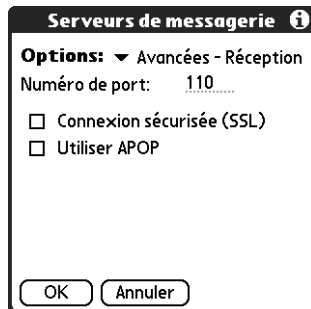 Serveurs de messagerie i
Options: Avancées - Réception
Numéro de port: 110
Connexion sécurisée (SSL)
Utiliser APOP
OK Annuler